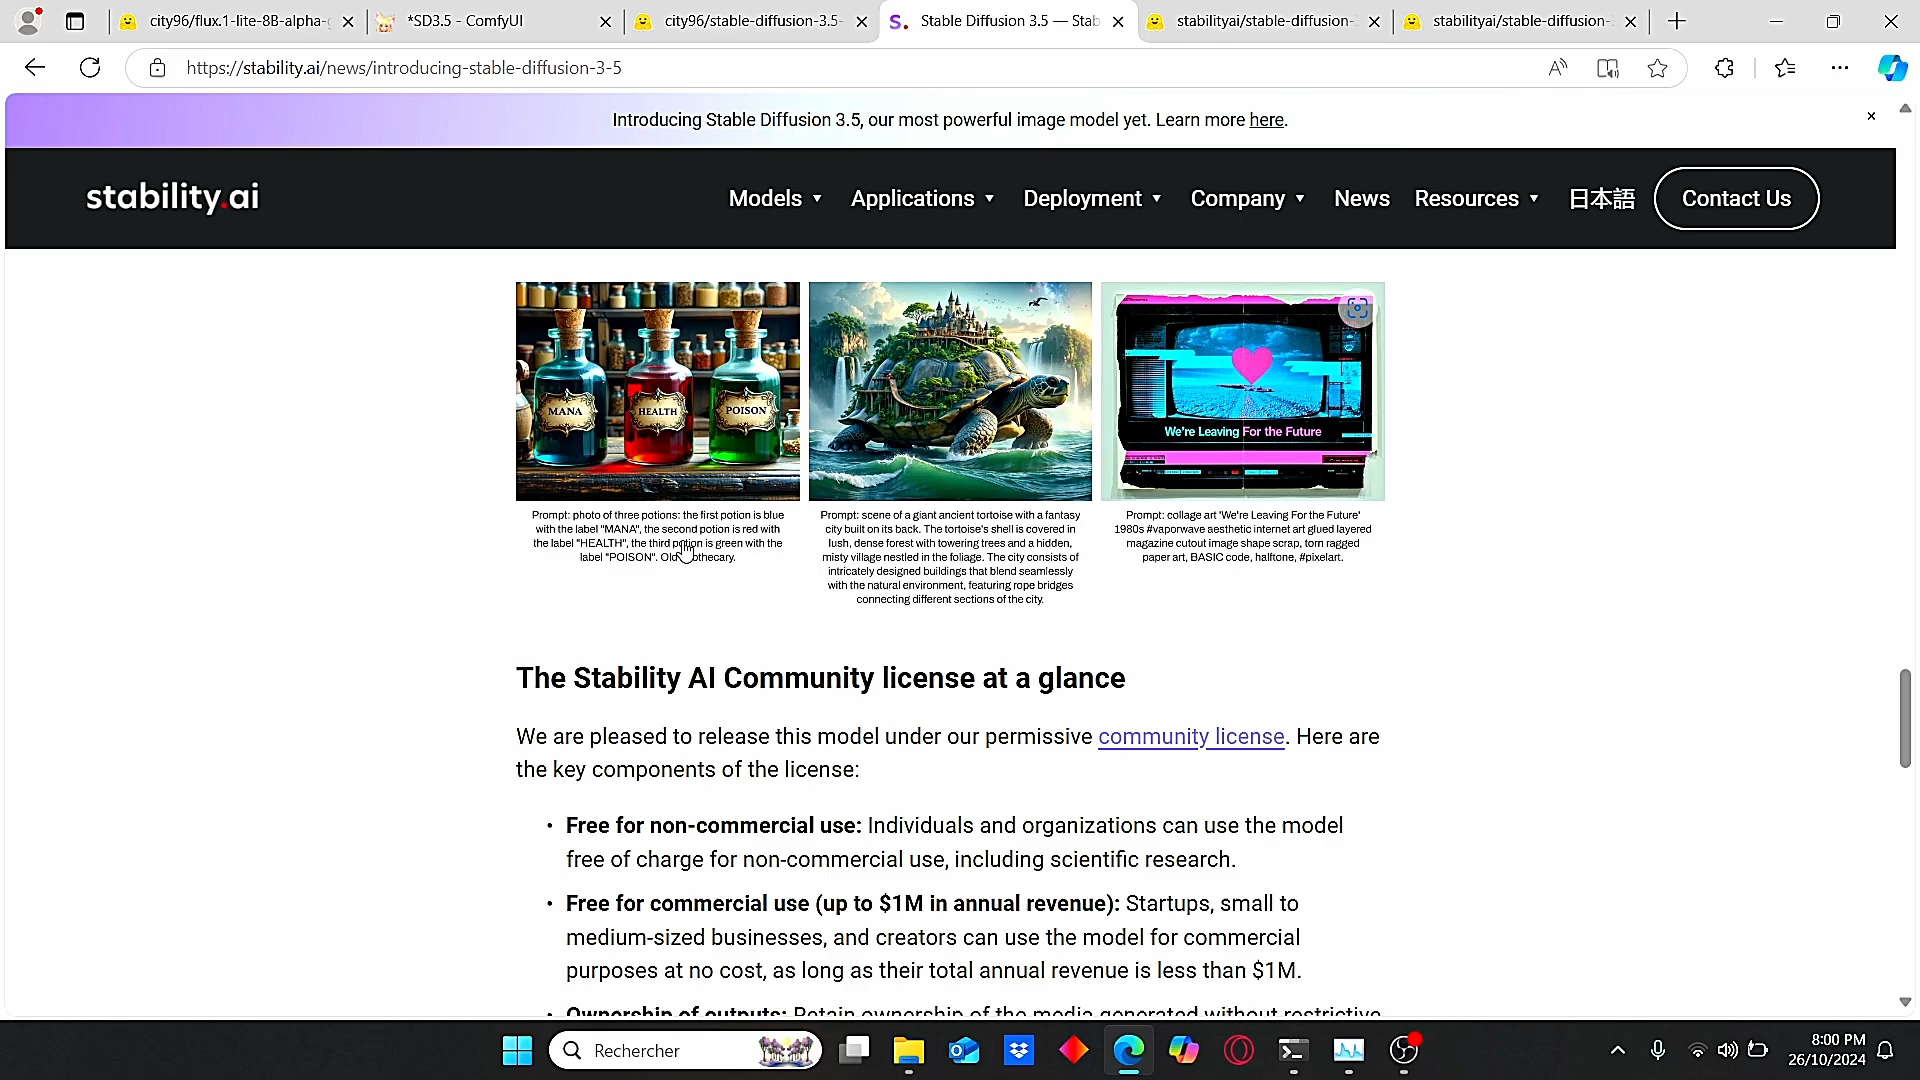 city96/flux.1-lite-8B-alpha-g
*SD3.5 - ComfyUI
city96/stable-diffusion-3.5-
S. Stable Diffusion 3.5 — Stab
stabilityai/stable-diffusion-
stabilityai/stable-diffusion-
https://stability.ai/news/introducing-stable-diffusion-3-5
Introducing Stable Diffusion 3.5, our most powerful image model yet. Learn more here.
stability.ai
Models
Applications
Deployment
Company
News
Resources
日本語
Contact Us
MANA
HEALTH
POISON
We're Leaving For the Future
Prompt: photo of three potions: the first potion is blue
with the label "MANA", the second potion is red with
the label "HEALTH", the third potion is green with the
label "POISON". Old apothecary.
Prompt: scene of a giant ancient tortoise with a fantasy
city built on its back. The tortoise's shell is covered in
lush, dense forest with towering trees and a hidden,
misty village nestled in the foliage. The city consists of
intricately designed buildings that blend seamlessly
with the natural environment, featuring rope bridges
connecting different sections of the city.
Prompt: collage art 'We're Leaving For the Future'
1980s #vaporwave aesthetic internet art glued layered
magazine cutout image shape scrap, torn ragged
paper art, BASIC code, halftone, #pixelart.
The Stability AI Community license at a glance
We are pleased to release this model under our permissive community license. Here are
the key components of the license:
• Free for non-commercial use: Individuals and organizations can use the model
free of charge for non-commercial use, including scientific research.
• Free for commercial use (up to $1M in annual revenue): Startups, small to
medium-sized businesses, and creators can use the model for commercial
purposes at no cost, as long as their total annual revenue is less than $1M.
• Ownership of outputs: Retain ownership of the media generated without restrictive
Rechercher
8:00 PM
26/10/2024